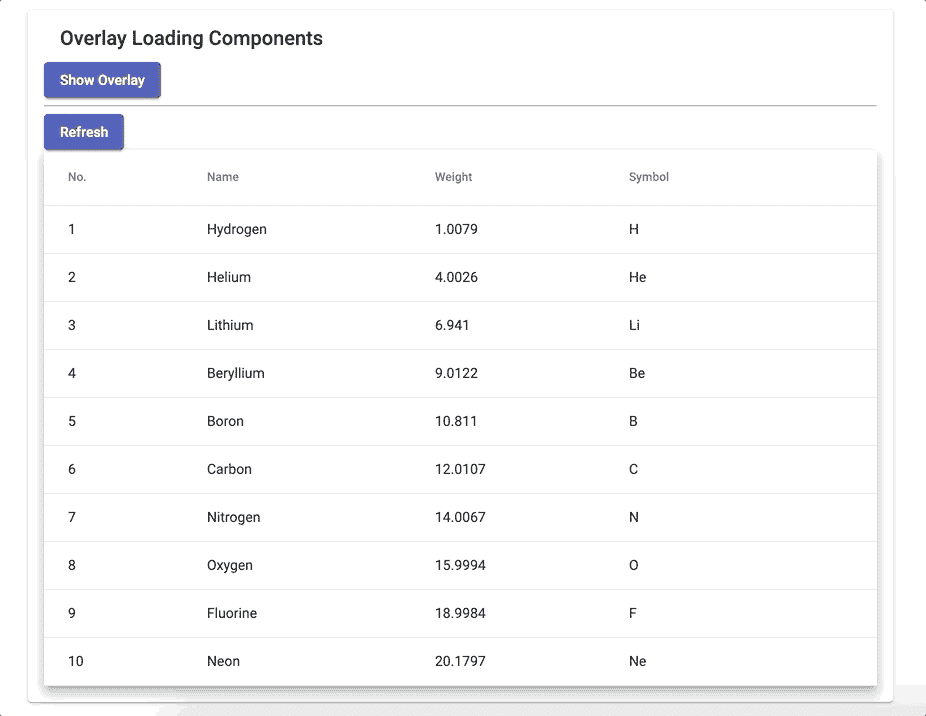 Overlay Loading Components
Show Overlay
Refresh
No. Name Weight Symbol
1 Hydrogen 1.0079 H
2 Helium 4.0026 He
3 Lithium 6.941 Li
4 Beryllium 9.0122 Be
5 Boron 10.811 B
6 Carbon 12.0107 C
7 Nitrogen 14.0067 N
8 Oxygen 15.9994 O
9 Fluorine 18.9984 F
10 Neon 20.1797 Ne